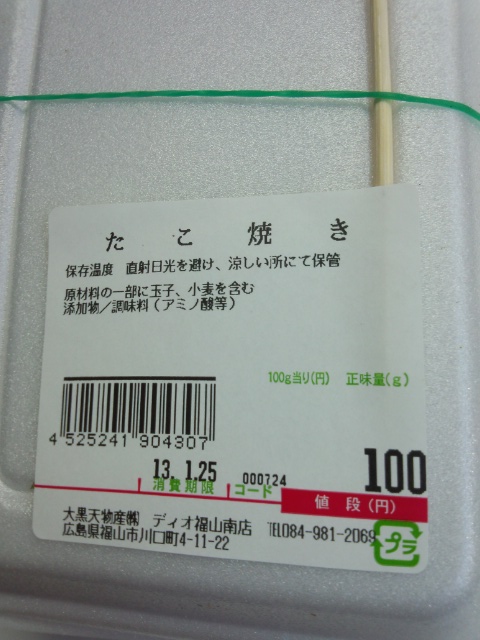 たこ焼き
保存温度 直射日光を避け、涼しい所にて保管
原材料の一部に玉子、小麦を含む
添加物/調味料(アミノ酸等)
100g当り(円) 正味量(g)
4 525241 904307
13. 1.25 000724 100
消費期限 コード 値段(円)
大黒天物産㈱ ディオ福山南店
広島県福山市川口町4-11-22 TEL084-981-2069
プラ